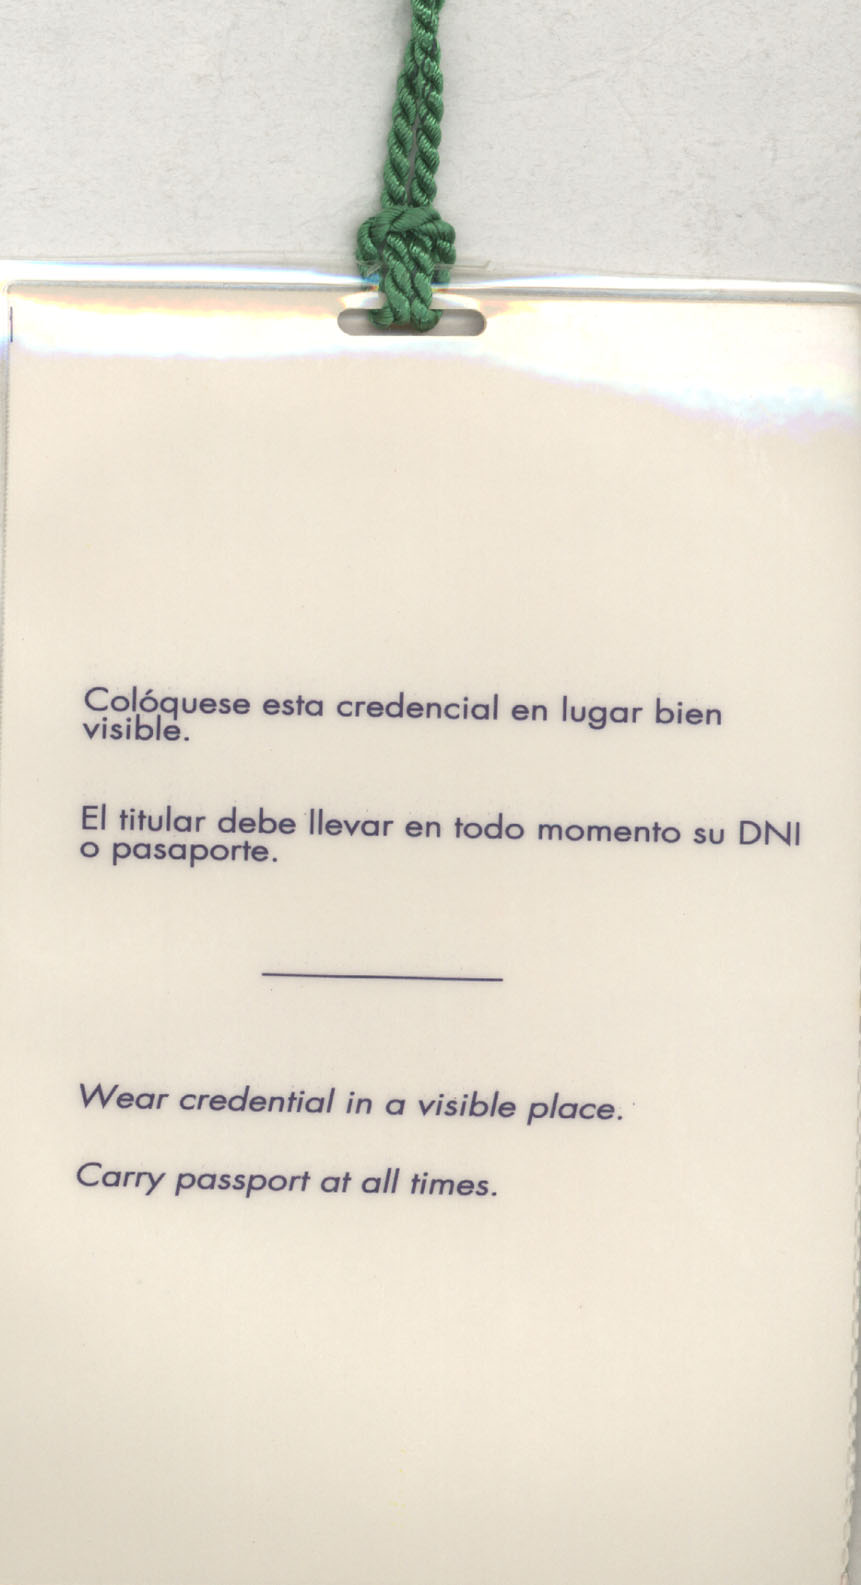 Colóquese esta credencial en lugar bien
visible.
El titular debe llevar en todo momento su DNI
o pasaporte.
Wear credential in a visible place.
Carry passport at all times.